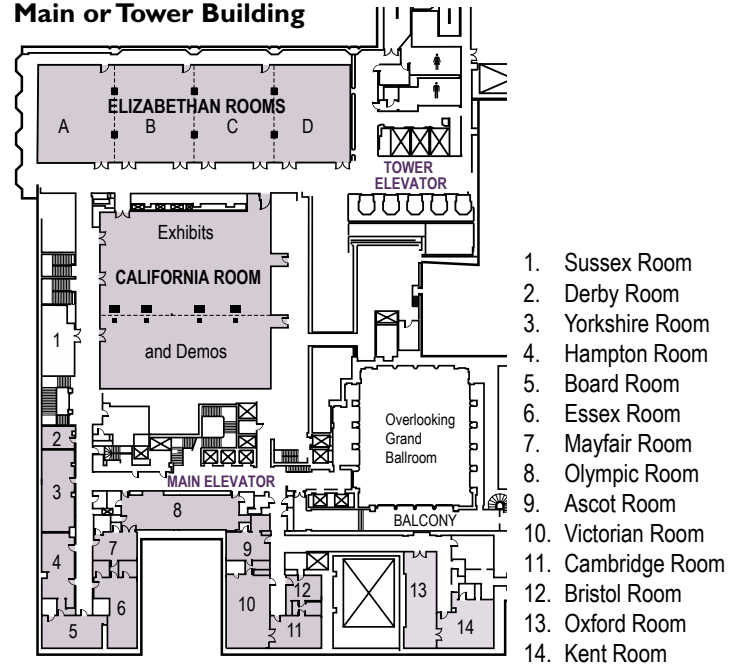 Main or Tower Building
ELIZABETHAN ROOMS
A
B
C
D
TOWER
ELEVATOR
Exhibits
CALIFORNIA ROOM
and Demos
1
2
3
4
5
6
7
8
9
10
11
12
13
14
MAIN ELEVATOR
Overlooking
Grand
Ballroom
BALCONY
1. Sussex Room
2. Derby Room
3. Yorkshire Room
4. Hampton Room
5. Board Room
6. Essex Room
7. Mayfair Room
8. Olympic Room
9. Ascot Room
10. Victorian Room
11. Cambridge Room
12. Bristol Room
13. Oxford Room
14. Kent Room